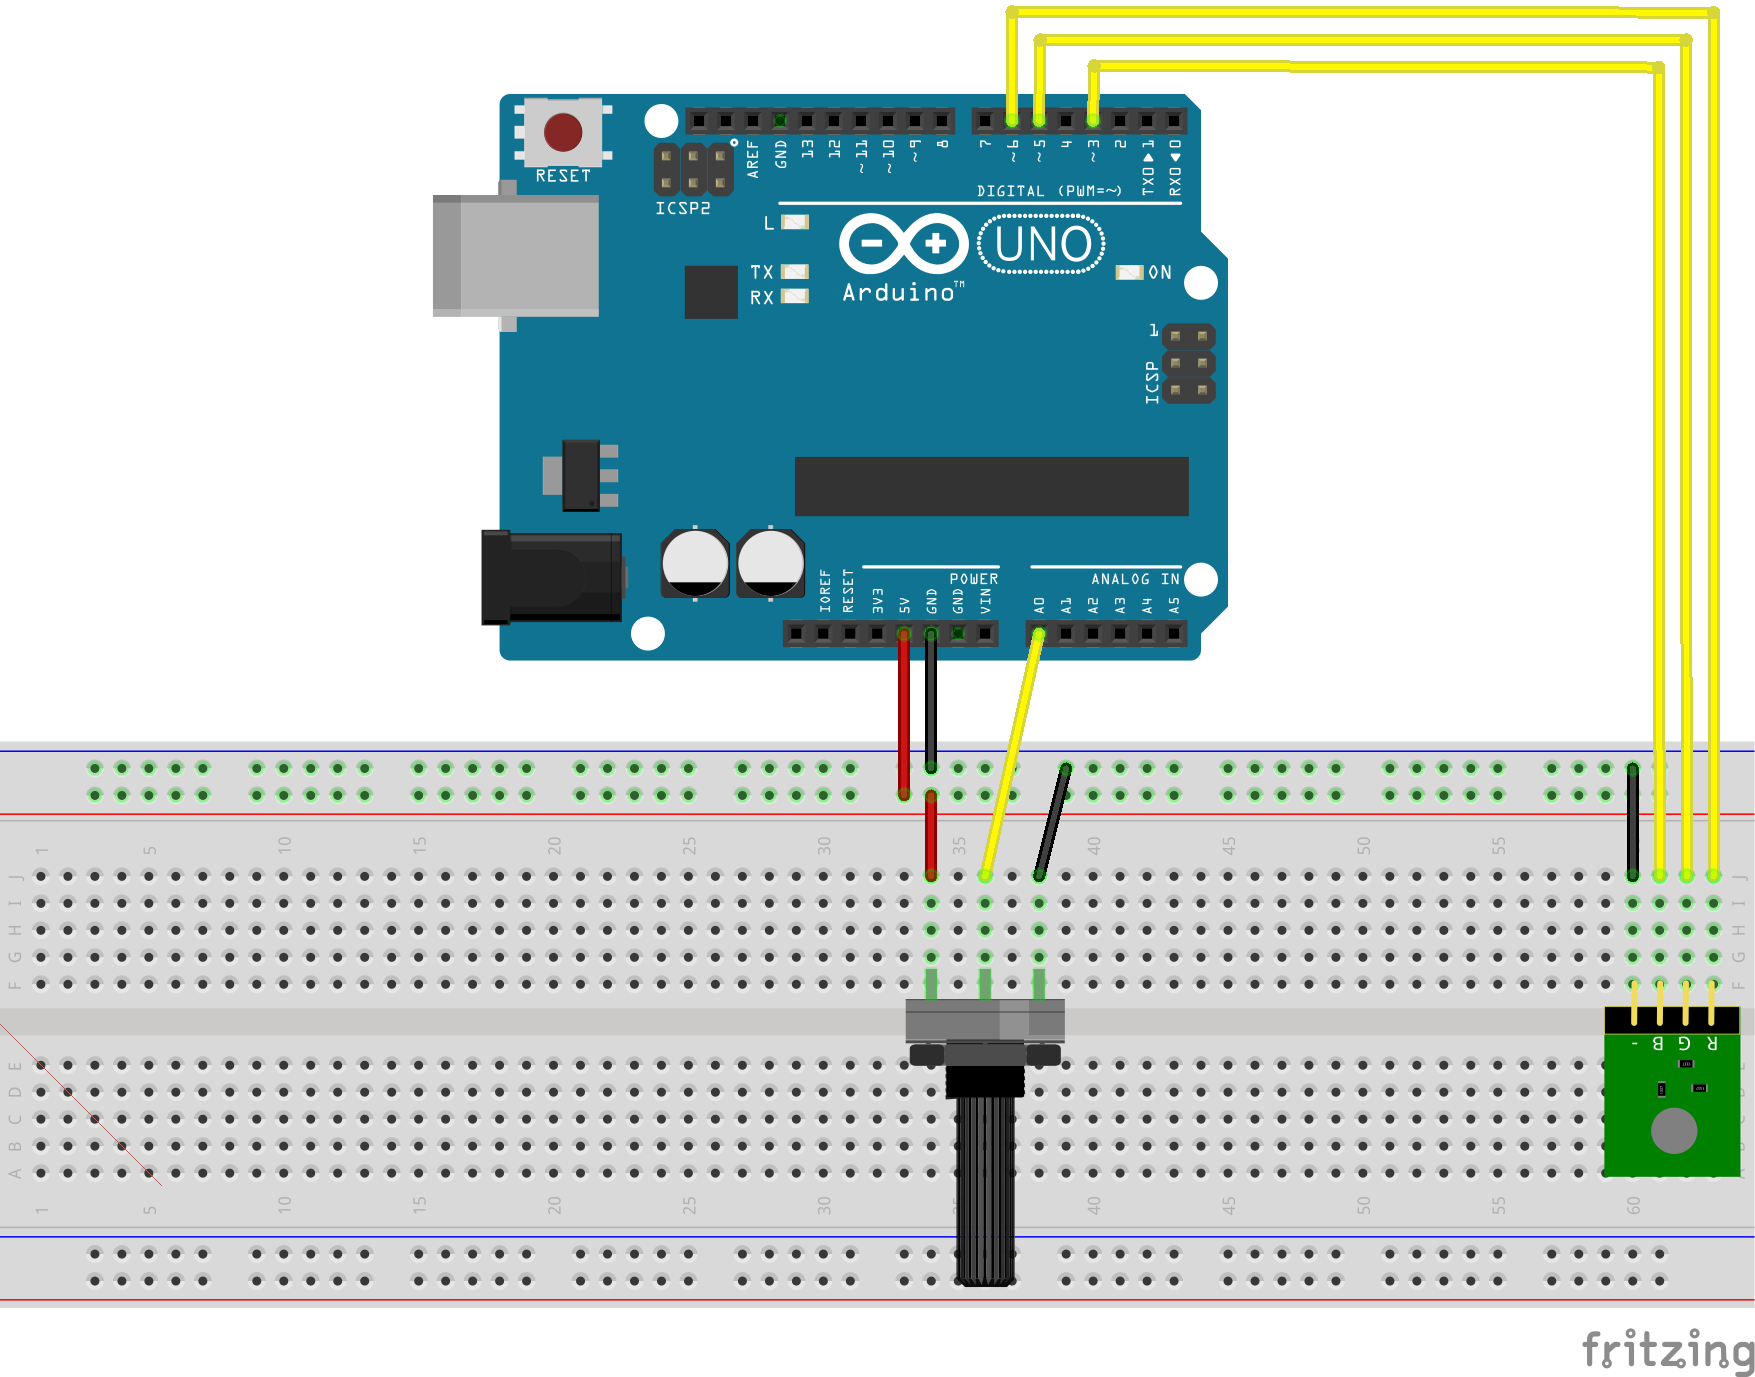 RESET
ICSP2
AREF
GND
13
12
~11
~10
~9
8
7
~6
~5
4
~3
2
TX0▶1
RX0◀0
DIGITAL (PWM=~)
L
TX
RX
UNO
Arduino™
ON
1
ICSP
POWER
ANALOG IN
IOREF
RESET
3V3
5V
GND
GND
VIN
A0
A1
A2
A3
A4
A5
1 5 10 15 20 25 30 35 40 45 50 55
J J
I I
H H
G G
F F
- B G R
E
D
C
B
A
1 5 10 15 20 25 30 40 45 50 55 60
fritzing